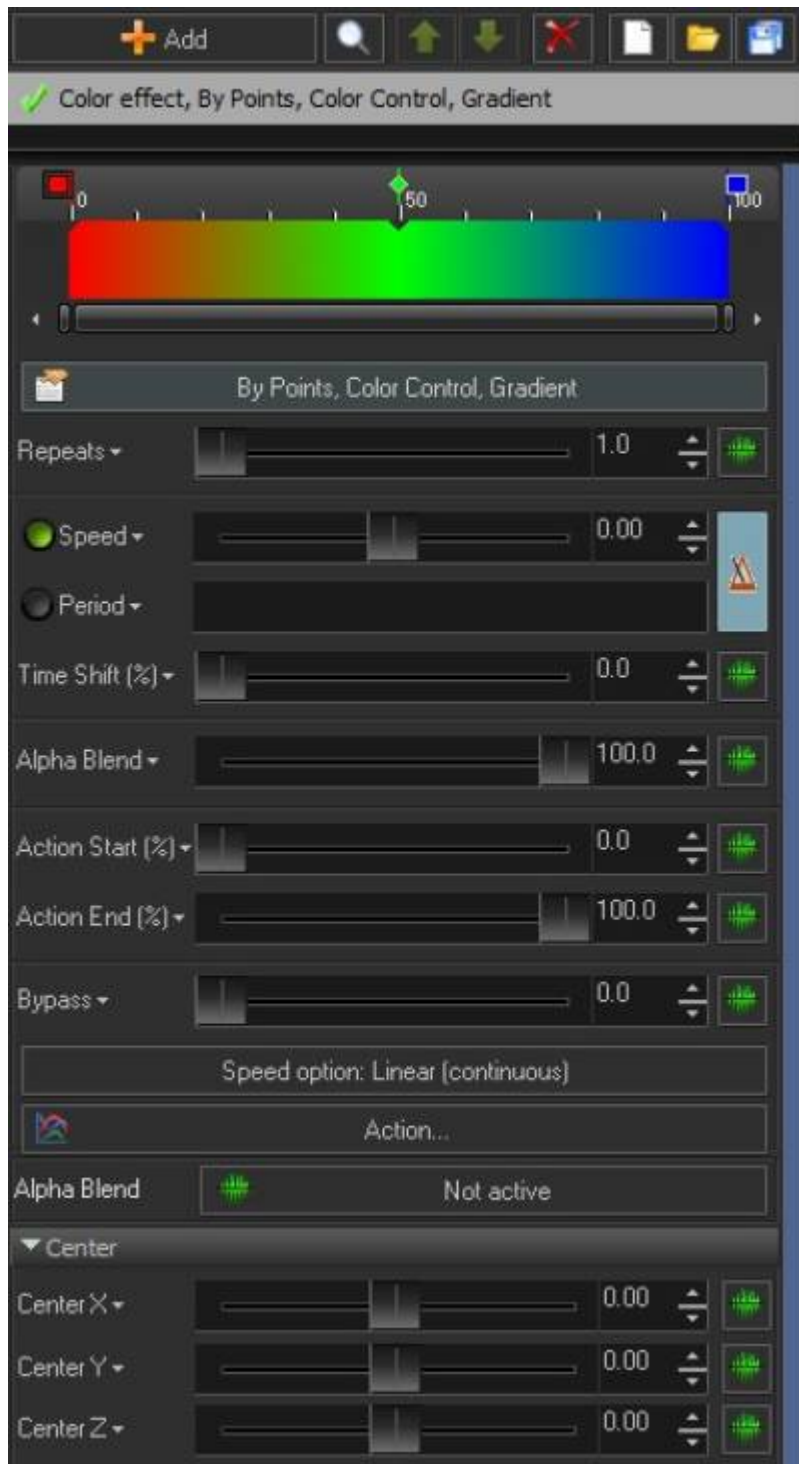 Add
Color effect, By Points, Color Control, Gradient
0 50 100
By Points, Color Control, Gradient
Repeats 1.0
Speed 0.00
Period
Time Shift (%) 0.0
Alpha Blend 100.0
Action Start (%) 0.0
Action End (%) 100.0
Bypass 0.0
Speed option: Linear (continuous)
Action...
Alpha Blend Not active
Center
Center X 0.00
Center Y 0.00
Center Z 0.00